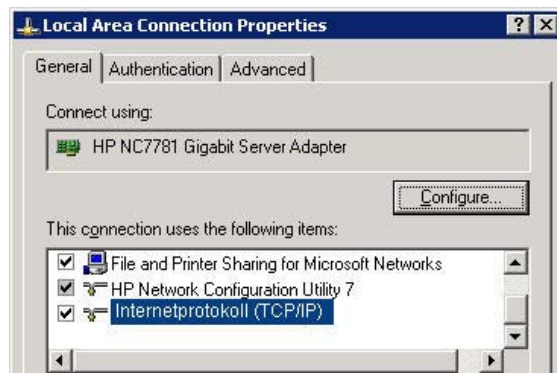 Local Area Connection Properties
General Authentication Advanced
Connect using:
HP NC7781 Gigabit Server Adapter
Configure...
This connection uses the following items:
File and Printer Sharing for Microsoft Networks
HP Network Configuration Utility 7
Internetprotokoll (TCP/IP)